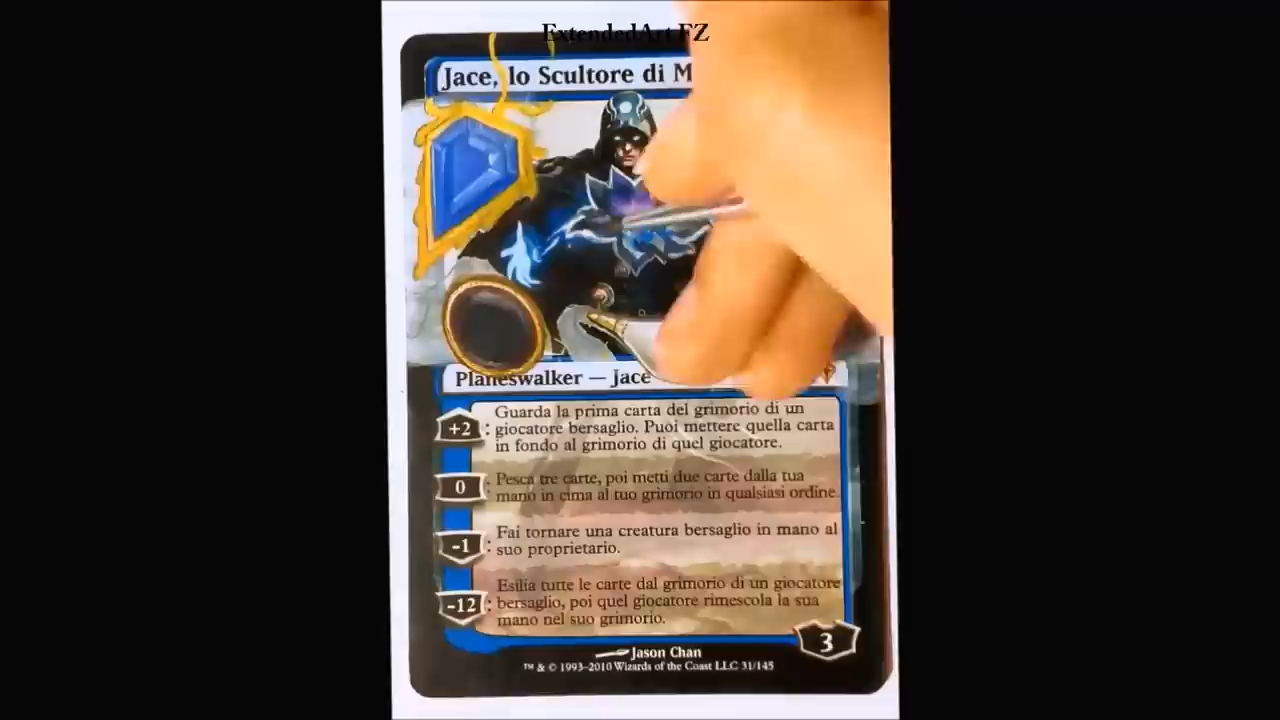 ExtendedArt FZ
Jace, lo Scultore di M
Planeswalker — Jace
+2 : Guarda la prima carta del grimorio di un
giocatore bersaglio. Puoi mettere quella carta
in fondo al grimorio di quel giocatore.
0 : Pesca tre carte, poi metti due carte dalla tua
mano in cima al tuo grimorio in qualsiasi ordine.
-1 : Fai tornare una creatura bersaglio in mano al
suo proprietario.
-12 : Esilia tutte le carte dal grimorio di un giocatore
bersaglio, poi quel giocatore rimescola la sua
mano nel suo grimorio.
3
Jason Chan
™ & © 1993–2010 Wizards of the Coast LLC 31/145